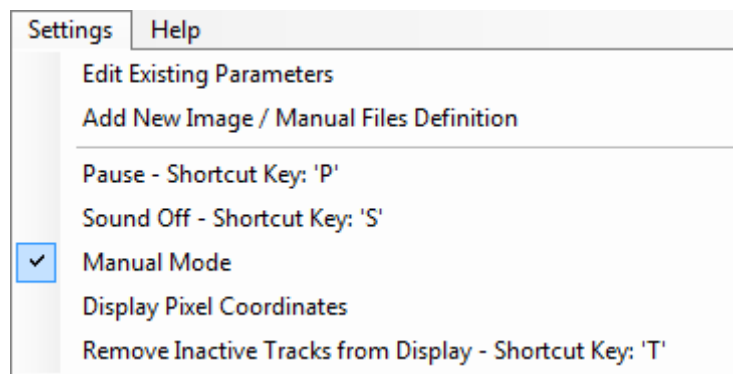 Settings Help
Edit Existing Parameters
Add New Image / Manual Files Definition
Pause - Shortcut Key: 'P'
Sound Off - Shortcut Key: 'S'
Manual Mode
Display Pixel Coordinates
Remove Inactive Tracks from Display - Shortcut Key: 'T'